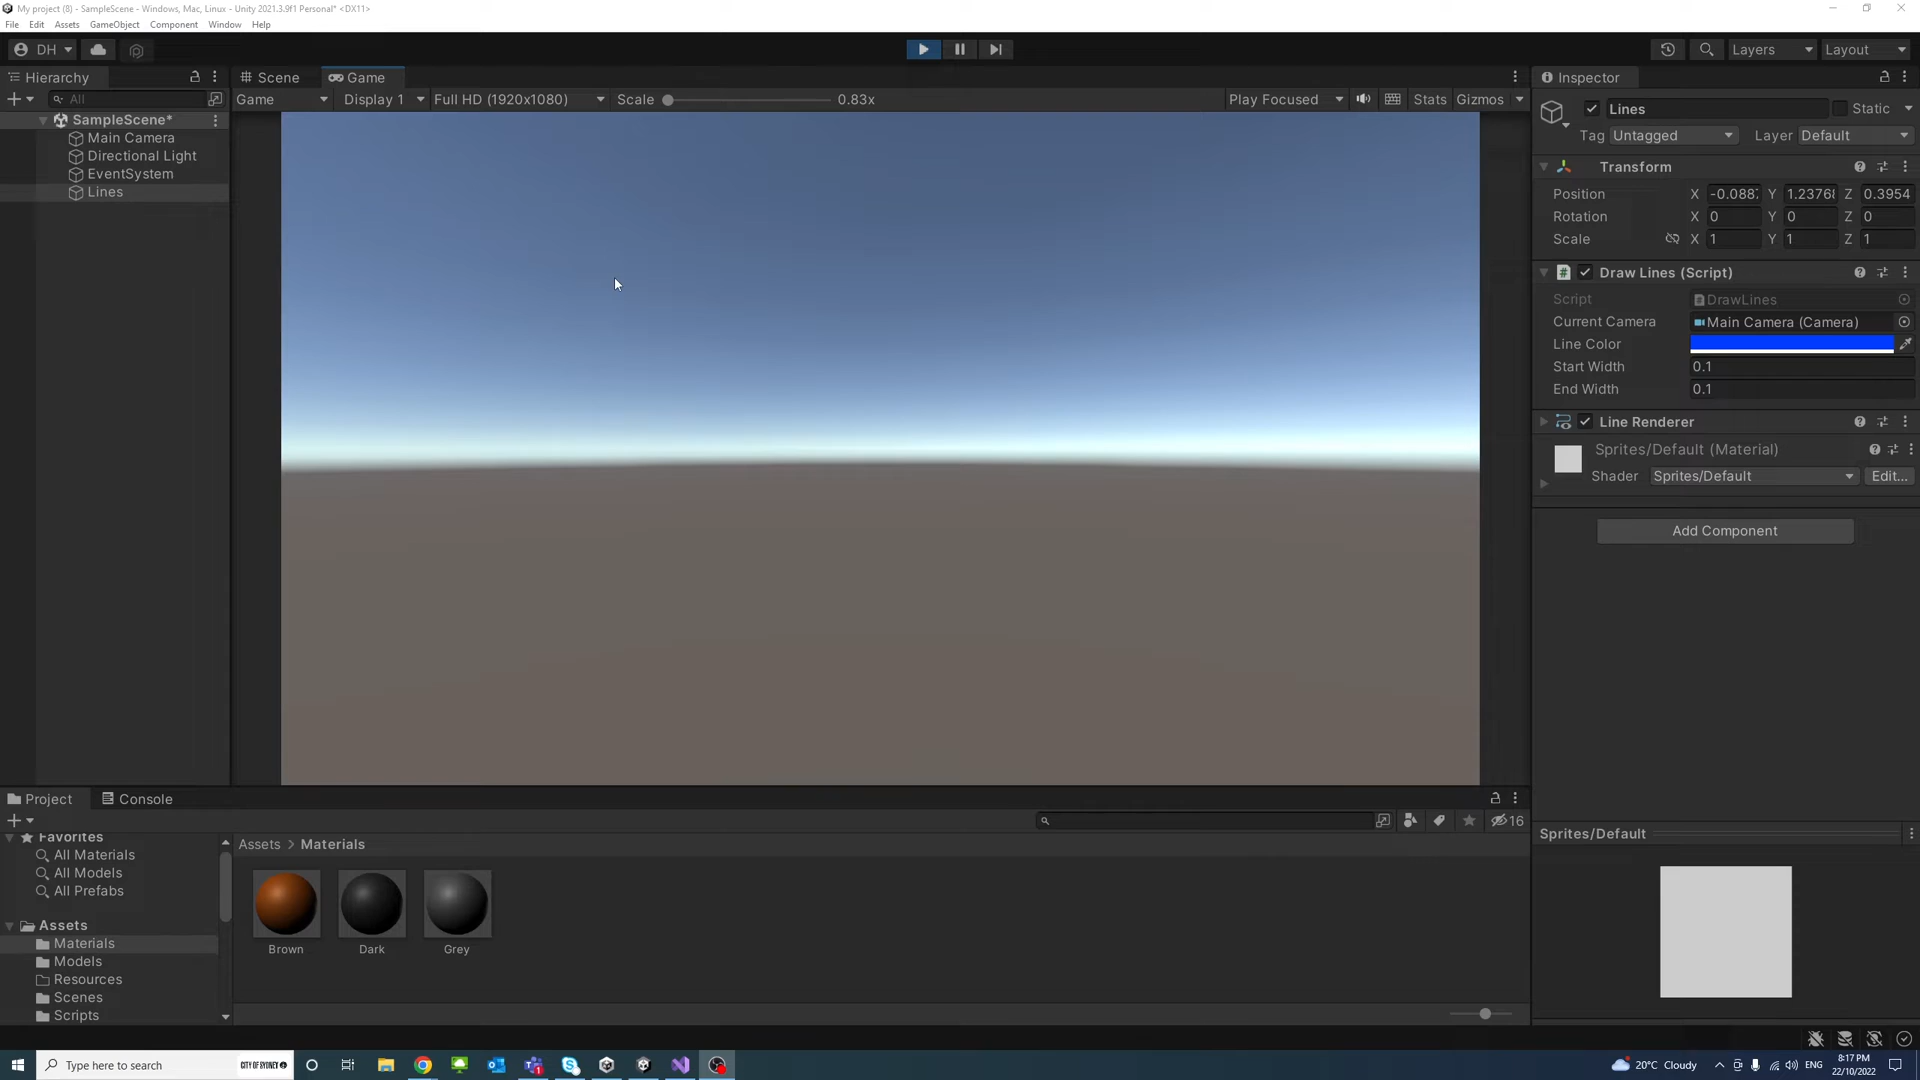 My project (8) - SampleScene - Windows, Mac, Linux - Unity 2021.3.9f1 Personal* <DX11>
File Edit Assets GameObject Component Window Help
DH Layers Layout
Hierarchy Scene Game Inspector
All Game Display 1 Full HD (1920x1080) Scale 0.83x Play Focused Stats Gizmos Lines Static
SampleScene*
Main Camera
Directional Light
EventSystem
Lines
Tag Untagged Layer Default
Transform
Position X -0.088 Y 1.2376 Z 0.3954
Rotation X 0 Y 0 Z 0
Scale X 1 Y 1 Z 1
# Draw Lines (Script)
Script DrawLines
Current Camera Main Camera (Camera)
Line Color
Start Width 0.1
End Width 0.1
Line Renderer
Sprites/Default (Material)
Shader Sprites/Default Edit...
Add Component
Project Console
16
Favorites
All Materials
All Models
All Prefabs
Assets
Materials
Models
Resources
Scenes
Scripts
Assets > Materials
Brown Dark Grey
Sprites/Default
Type here to search CITY OF SYDNEY
20°C Cloudy ENG 8:17 PM
22/10/2022